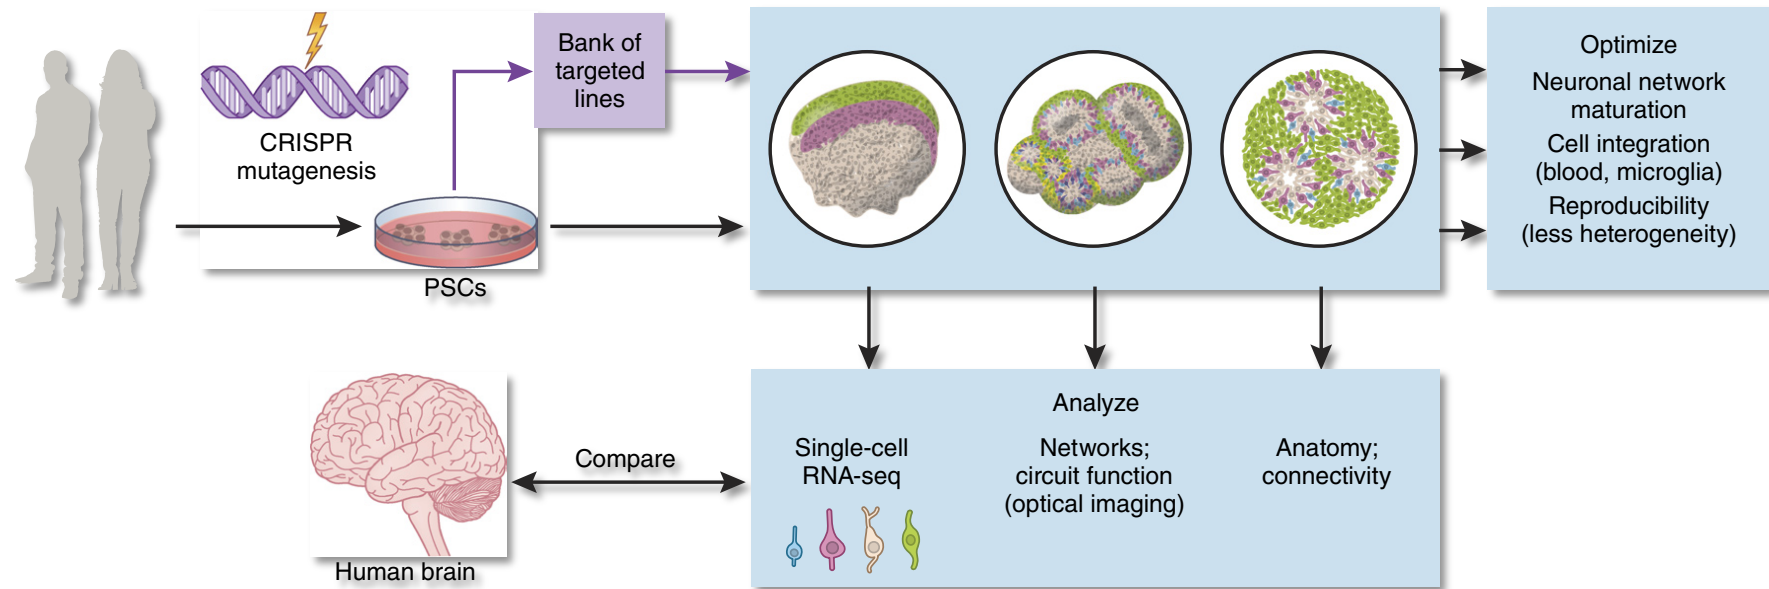 CRISPR
mutagenesis
PSCs
Bank of
targeted
lines
Optimize
Neuronal network
maturation
Cell integration
(blood, microglia)
Reproducibility
(less heterogeneity)
Analyze
Single-cell
RNA-seq
Networks;
circuit function
(optical imaging)
Anatomy;
connectivity
Compare
Human brain